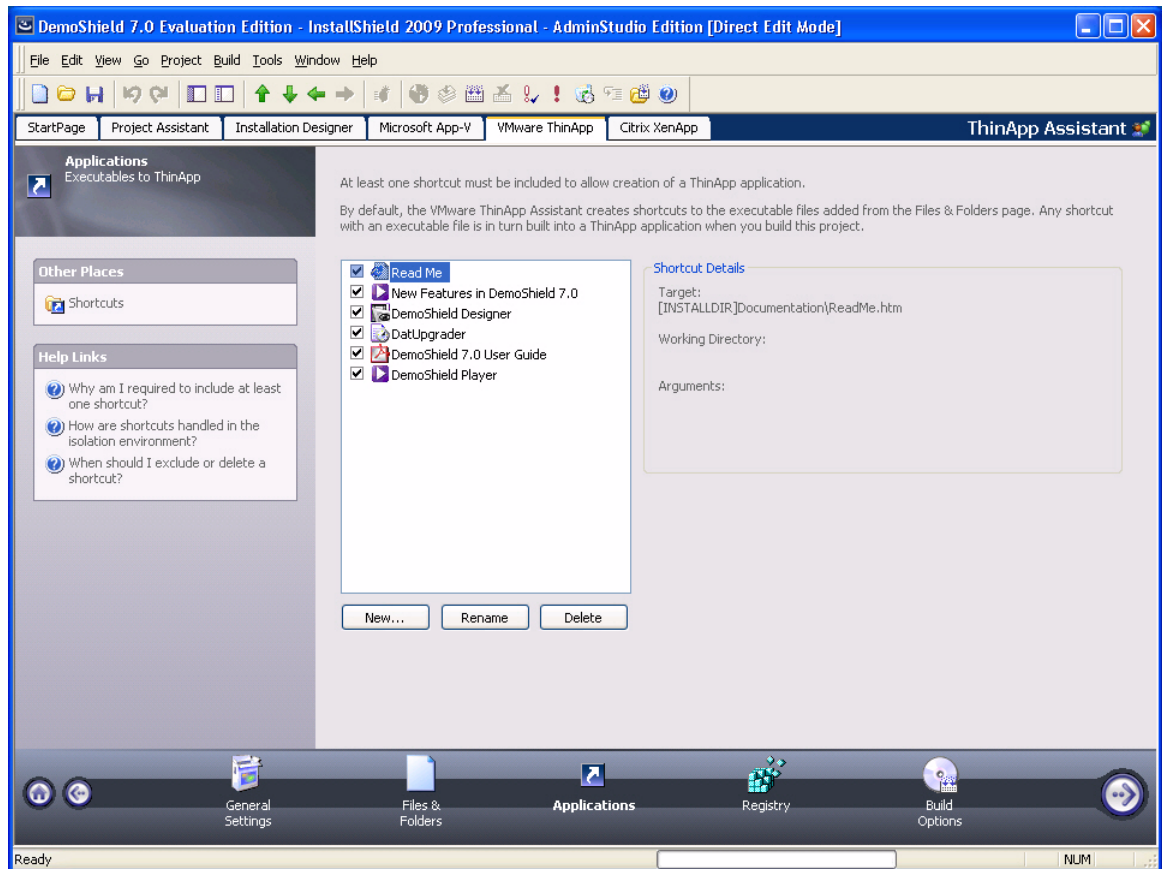 DemoShield 7.0 Evaluation Edition - InstallShield 2009 Professional - AdminStudio Edition [Direct Edit Mode]
File Edit View Go Project Build Tools Window Help
StartPage Project Assistant Installation Designer Microsoft App-V VMware ThinApp Citrix XenApp ThinApp Assistant
Applications
Executables to ThinApp
At least one shortcut must be included to allow creation of a ThinApp application.
By default, the VMware ThinApp Assistant creates shortcuts to the executable files added from the Files & Folders page. Any shortcut
with an executable file is in turn built into a ThinApp application when you build this project.
Other Places
Shortcuts
Help Links
Why am I required to include at least
one shortcut?
How are shortcuts handled in the
isolation environment?
When should I exclude or delete a
shortcut?
Read Me
New Features in DemoShield 7.0
DemoShield Designer
DatUpgrader
DemoShield 7.0 User Guide
DemoShield Player
Shortcut Details
Target:
[INSTALLDIR]Documentation\ReadMe.htm
Working Directory:
Arguments:
New... Rename Delete
General
Settings
Files &
Folders
Applications
Registry
Build
Options
Ready NUM